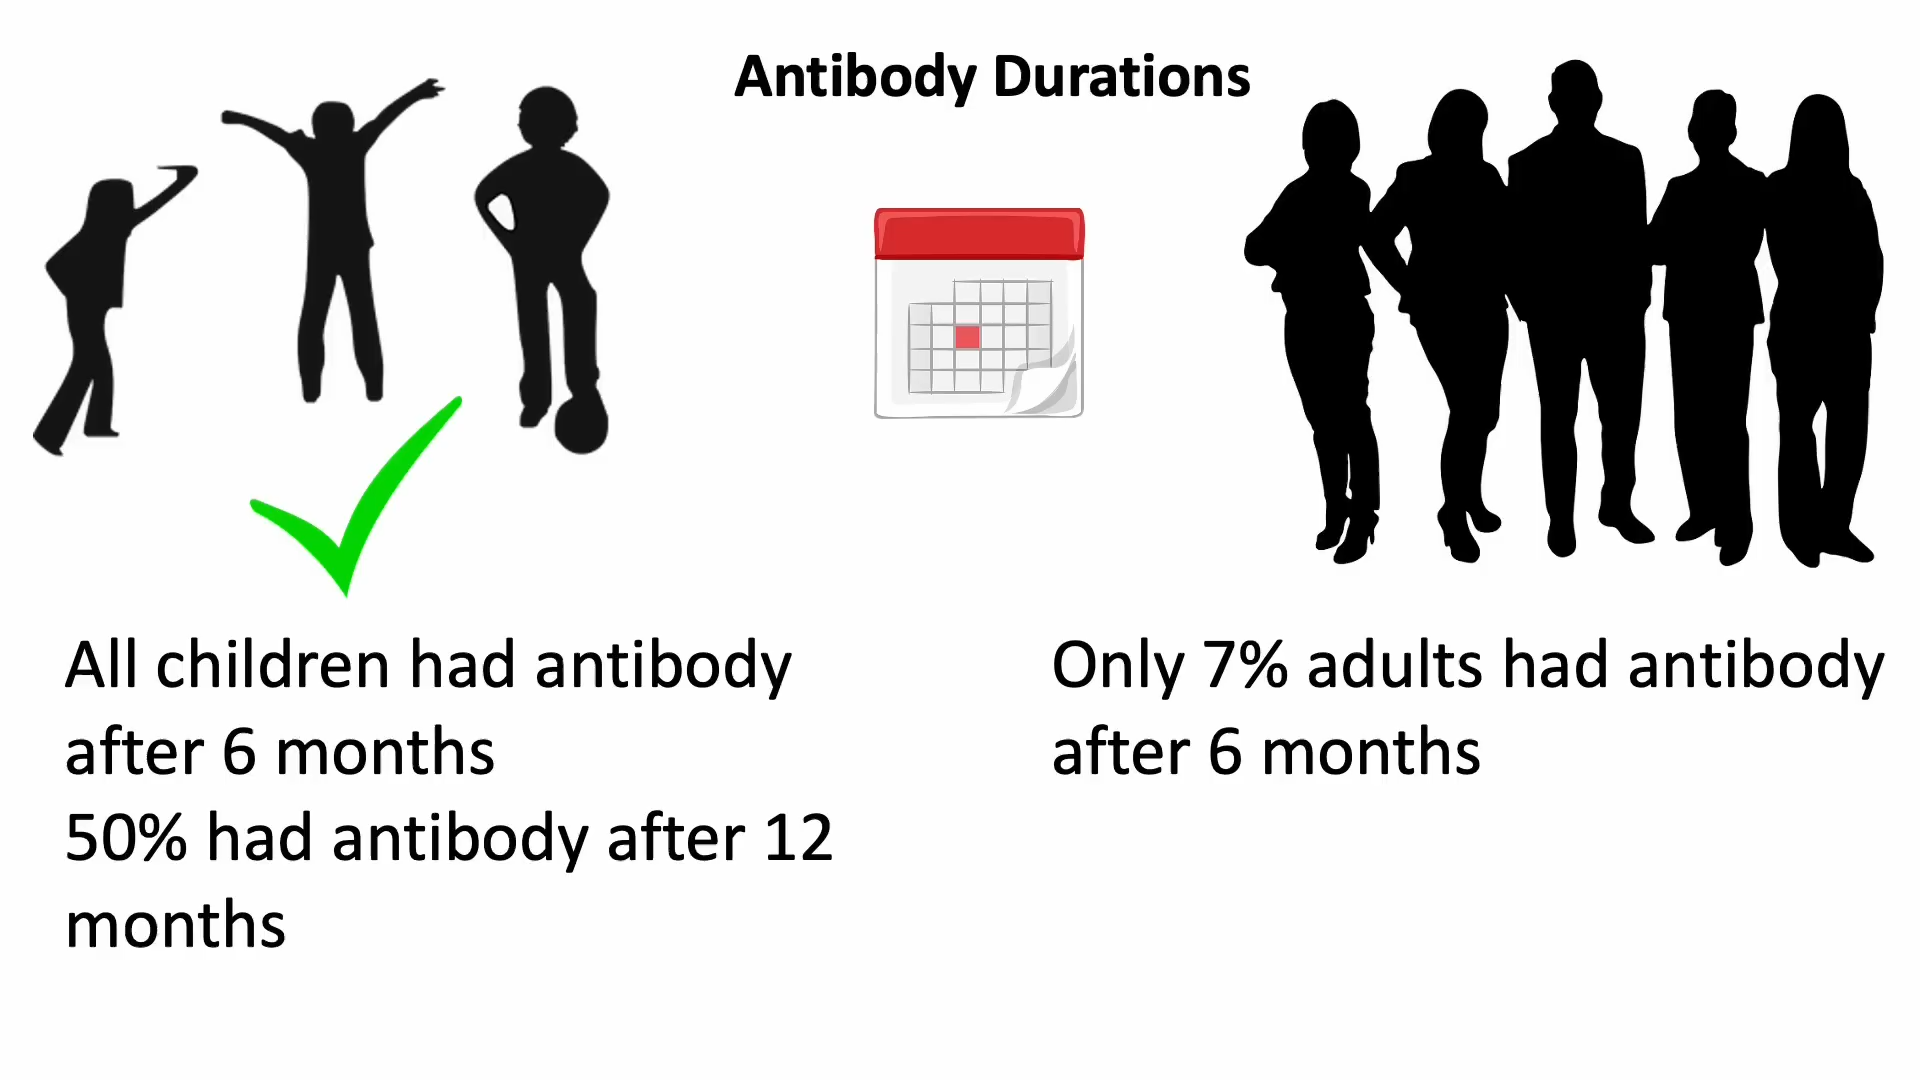 Antibody Durations
All children had antibody
after 6 months
50% had antibody after 12
months
Only 7% adults had antibody
after 6 months